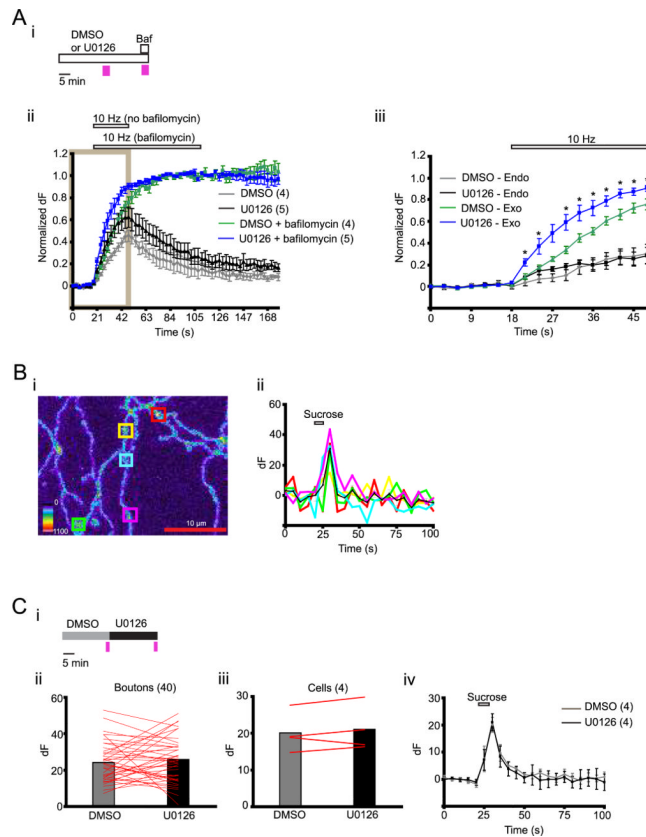 A
i
DMSO
or U0126
Baf
5 min
ii
10 Hz (no bafilomycin)
10 Hz (bafilomycin)
Normalized dF
1.2
1.0
0.8
0.6
0.4
0.2
0
DMSO (4)
U0126 (5)
DMSO + bafilomycin (4)
U0126 + bafilomycin (5)
0 21 42 63 84 105 126 147 168
Time (s)
iii
10 Hz
Normalized dF
1.2
1.0
0.8
0.6
0.4
0.2
0
DMSO - Endo
U0126 - Endo
DMSO - Exo
U0126 - Exo
* * * * * * * * * *
0 9 18 27 36 45
Time (s)
B
i
0
1100
10 µm
ii
Sucrose
dF
60
40
20
0
0 25 50 75 100
Time (s)
C
i
DMSO U0126
5 min
ii
Boutons (40)
dF
60
40
20
0
DMSO U0126
iii
Cells (4)
dF
30
20
10
0
DMSO U0126
iv
Sucrose
DMSO (4)
U0126 (4)
dF
30
20
10
0
0 25 50 75 100
Time (s)